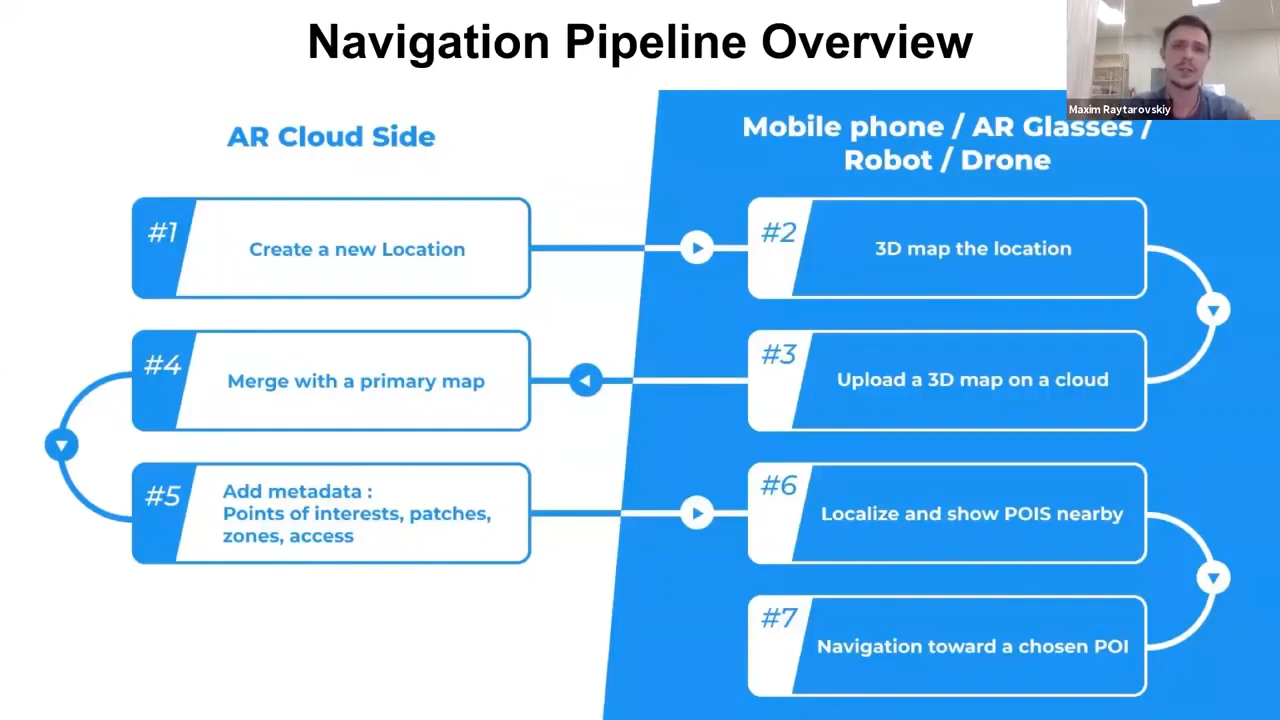 Navigation Pipeline Overview
Maxim Raytarovskiy
AR Cloud Side
Mobile phone / AR Glasses /
Robot / Drone
#1
Create a new Location
#2
3D map the location
#4
Merge with a primary map
#3
Upload a 3D map on a cloud
#5
Add metadata :
Points of interests, patches,
zones, access
#6
Localize and show POIS nearby
#7
Navigation toward a chosen POI